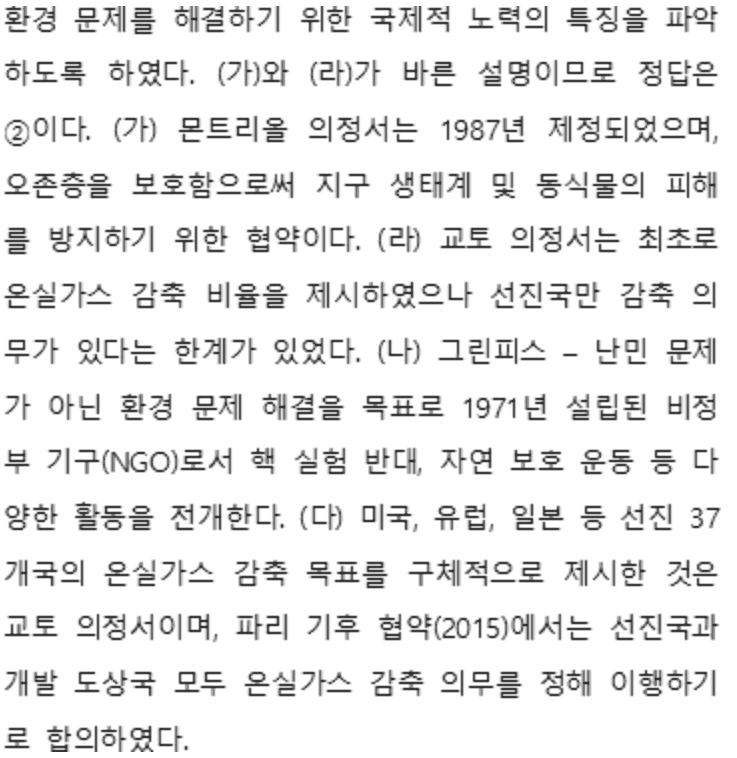 환경 문제를 해결하기 위한 국제적 노력의 특징을 파악
하도록 하였다. (가)와 (라)가 바른 설명이므로 정답은
②이다. (가) 몬트리올 의정서는 1987년 제정되었으며,
오존층을 보호함으로써 지구 생태계 및 동식물의 피해
를 방지하기 위한 협약이다. (라) 교토 의정서는 최초로
온실가스 감축 비율을 제시하였으나 선진국만 감축 의
무가 있다는 한계가 있었다. (나) 그린피스 – 난민 문제
가 아닌 환경 문제 해결을 목표로 1971년 설립된 비정
부 기구(NGO)로서 핵 실험 반대, 자연 보호 운동 등 다
양한 활동을 전개한다. (다) 미국, 유럽, 일본 등 선진 37
개국의 온실가스 감축 목표를 구체적으로 제시한 것은
교토 의정서이며, 파리 기후 협약(2015)에서는 선진국과
개발 도상국 모두 온실가스 감축 의무를 정해 이행하기
로 합의하였다.